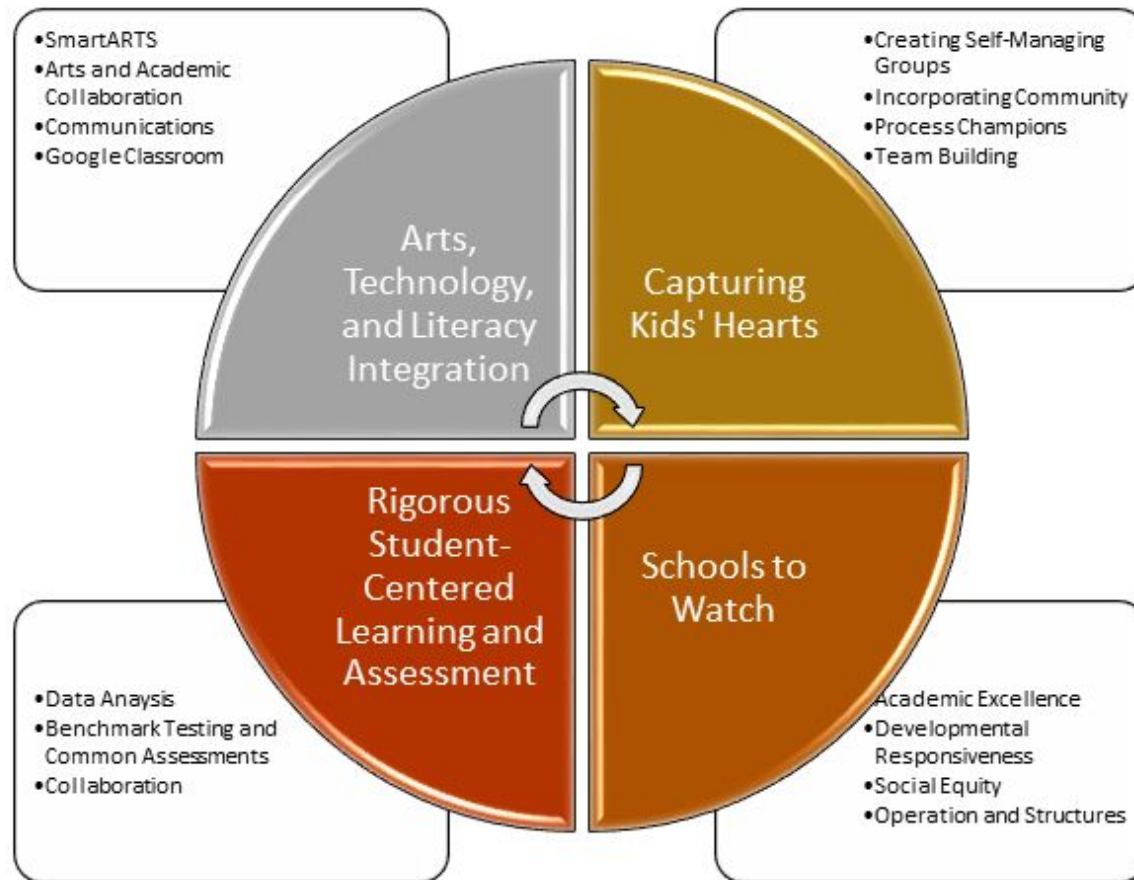 •SmartARTS
•Arts and Academic
Collaboration
•Communications
•Google Classroom
•Creating Self-Managing
Groups
•Incorporating Community
•Process Champions
•Team Building
Arts,
Technology,
and Literacy
Integration
Capturing
Kids' Hearts
Rigorous
Student-
Centered
Learning and
Assessment
Schools to
Watch
•Data Anaysis
•Benchmark Testing and
Common Assessments
•Collaboration
Academic Excellence
•Developmental
Responsiveness
•Social Equity
•Operation and Structures